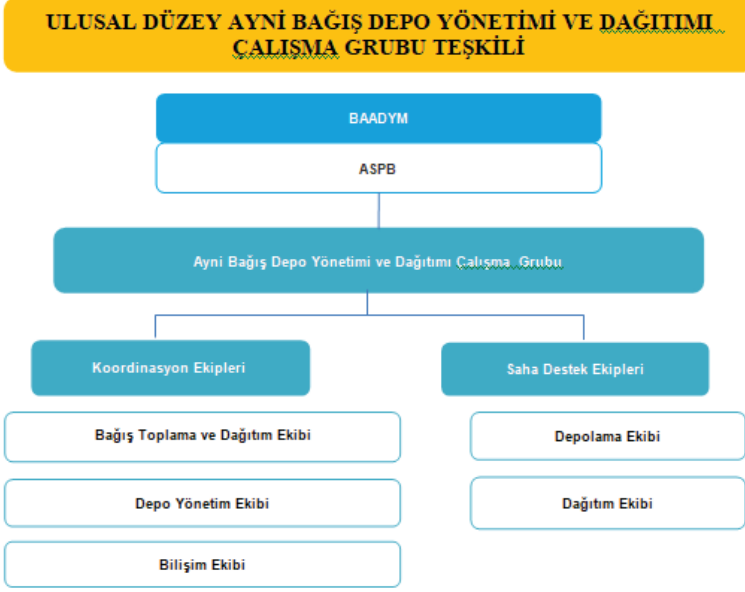 ULUSAL DÜZEY AYNİ BAĞIŞ DEPO YÖNETİMİ VE DAĞITIMI
ÇALIŞMA GRUBU TEŞKİLİ
BAADYM
ASPB
Ayni Bağış Depo Yönetimi ve Dağıtımı Çalışma Grubu
Koordinasyon Ekipleri
Saha Destek Ekipleri
Bağış Toplama ve Dağıtım Ekibi
Depolama Ekibi
Depo Yönetim Ekibi
Dağıtım Ekibi
Bilişim Ekibi